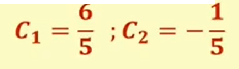 C₁ = 6/5 ; C₂ = − 1/5